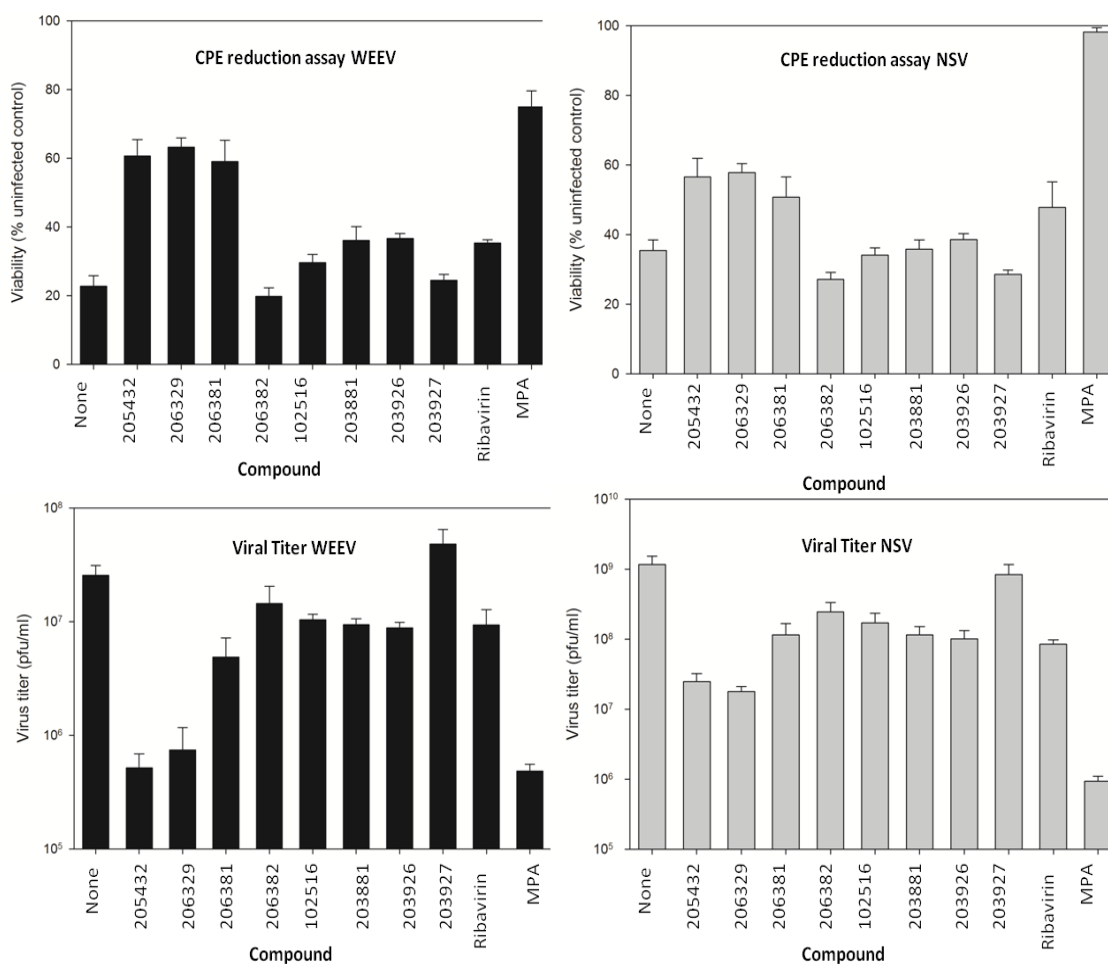 CPE reduction assay WEEV
Viability (% uninfected control)
100
80
60
40
20
0
None
205432
206329
206381
206382
102516
203881
203926
203927
Ribavirin
MPA
Compound
CPE reduction assay NSV
Viability (% uninfected control)
100
80
60
40
20
0
None
205432
206329
206381
206382
102516
203881
203926
203927
Ribavirin
MPA
Compound
Viral Titer WEEV
Virus titer (pfu/ml)
10⁸
10⁷
10⁶
10⁵
None
205432
206329
206381
206382
102516
203881
203926
203927
Ribavirin
MPA
Compound
Viral Titer NSV
Virus titer (pfu/ml)
10¹⁰
10⁹
10⁸
10⁷
10⁶
10⁵
None
205432
206329
206381
206382
102516
203881
203926
203927
Ribavirin
MPA
Compound